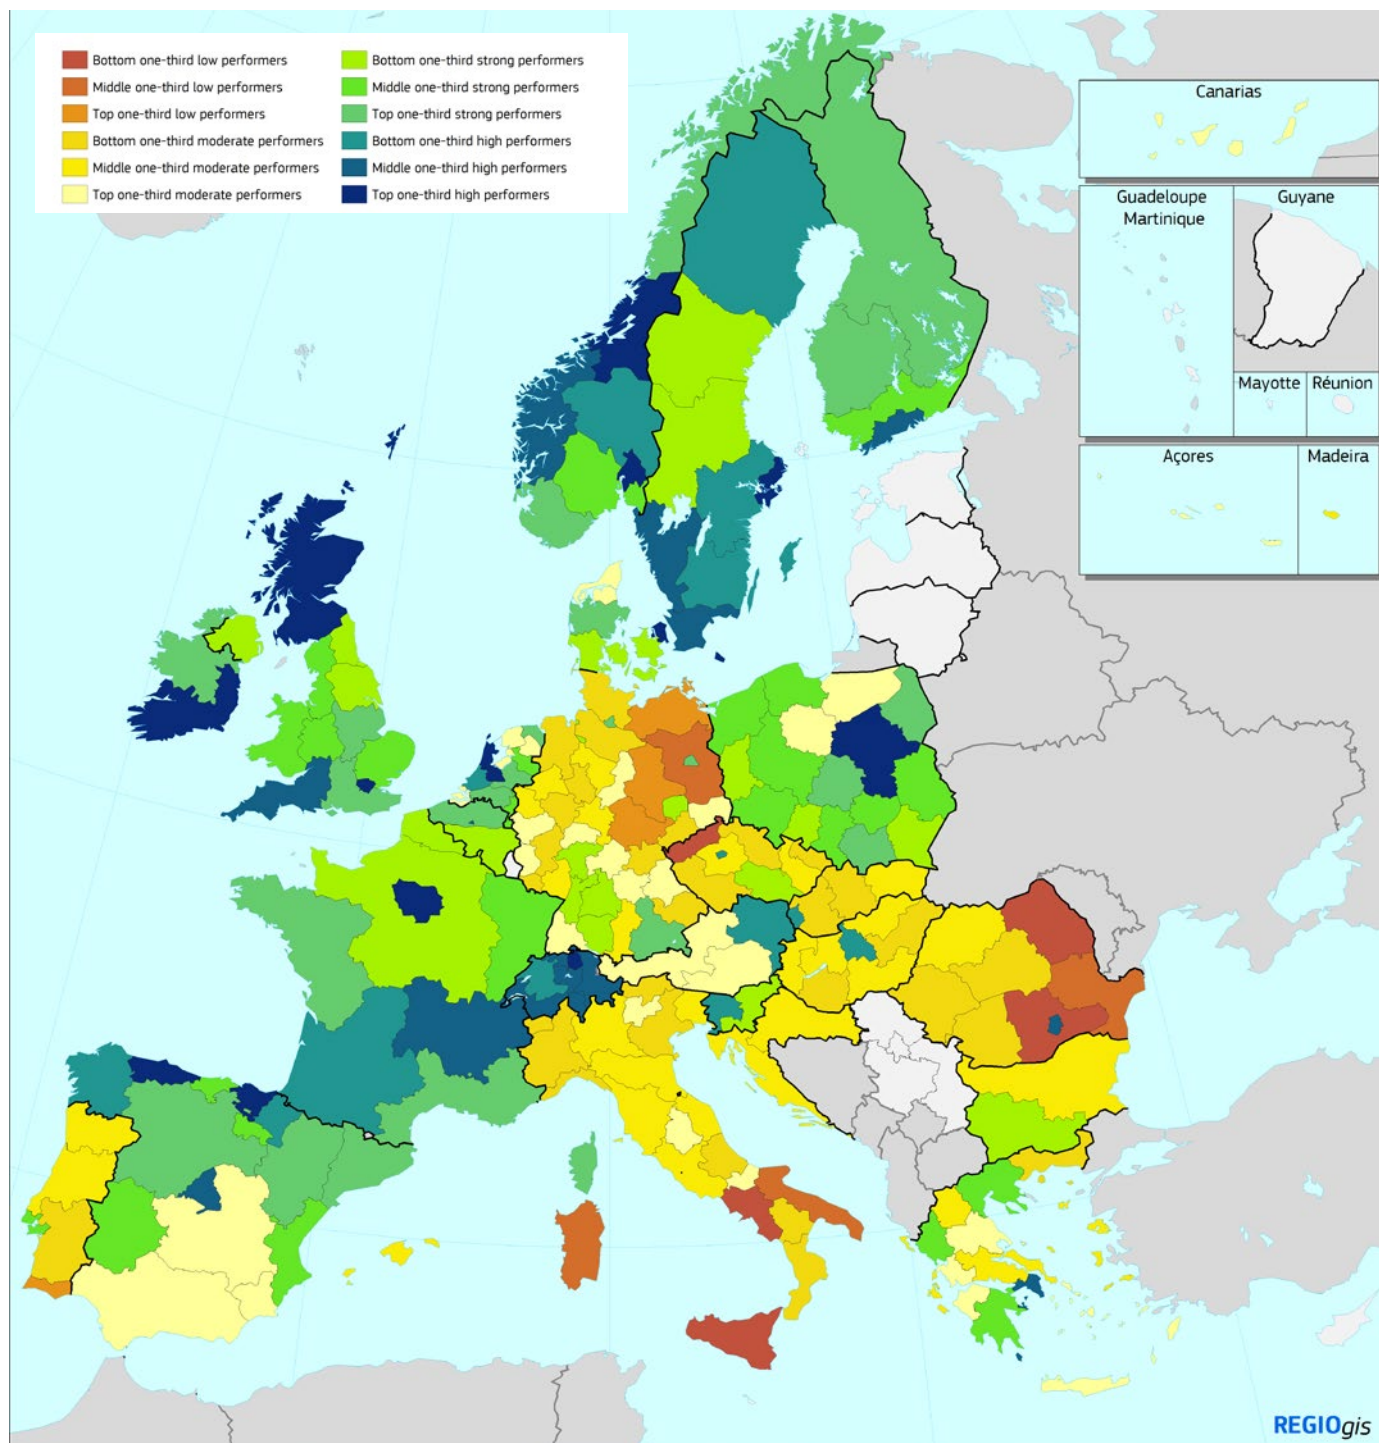 Bottom one-third low performers
Middle one-third low performers
Top one-third low performers
Bottom one-third moderate performers
Middle one-third moderate performers
Top one-third moderate performers
Bottom one-third strong performers
Middle one-third strong performers
Top one-third strong performers
Bottom one-third high performers
Middle one-third high performers
Top one-third high performers
Canarias
Guadeloupe
Martinique
Guyane
Mayotte
Réunion
Açores
Madeira
REGIOgis